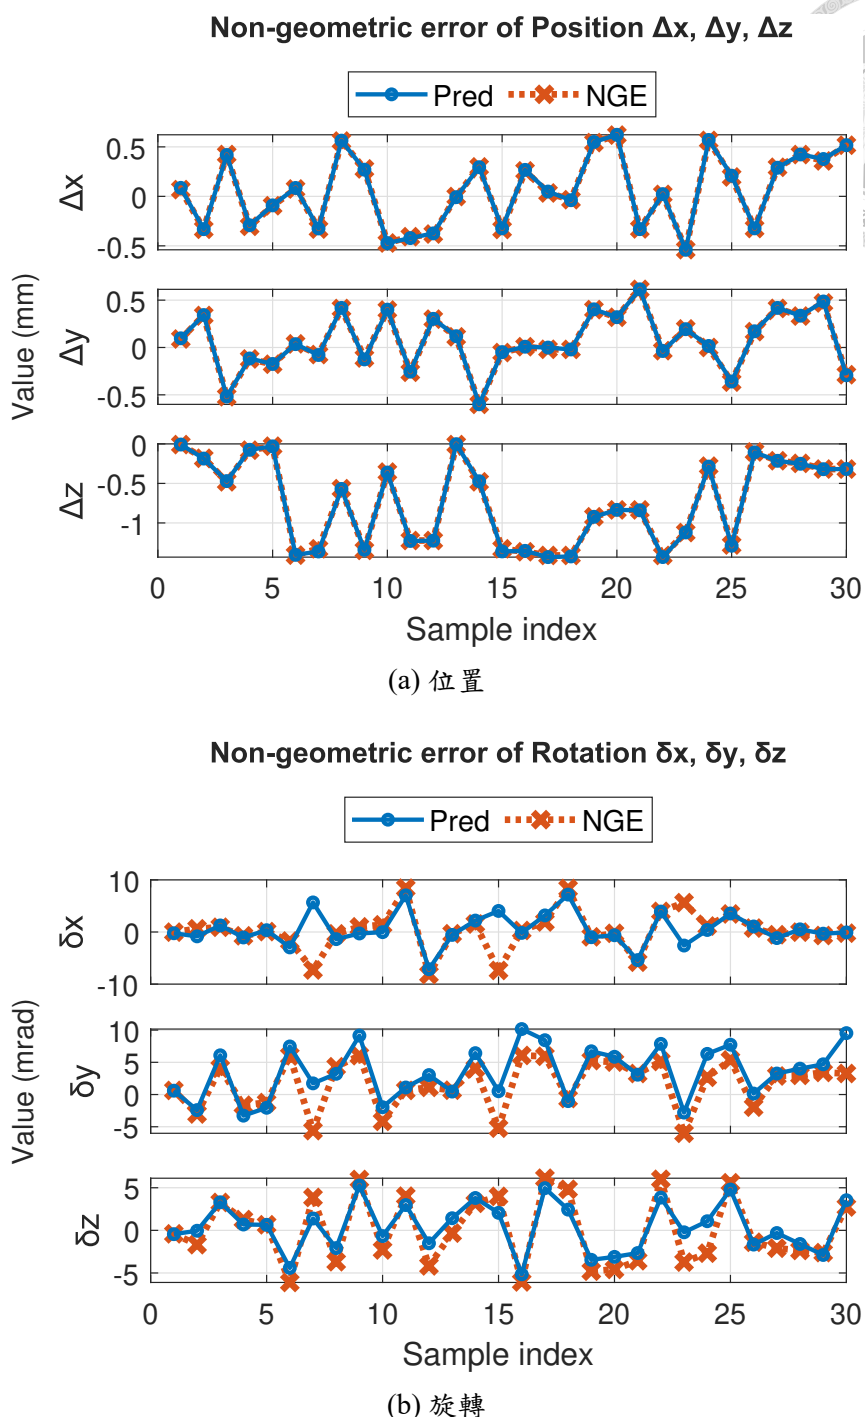 Non-geometric error of Position Δx, Δy, Δz
Pred NGE
0.5
0
-0.5
Δx
0.5
0
-0.5
Δy
0
-0.5
-1
Δz
Value (mm)
0 5 10 15 20 25 30
Sample index
(a) 位置
Non-geometric error of Rotation δx, δy, δz
Pred NGE
10
0
-10
δx
10
5
0
-5
δy
5
0
-5
δz
Value (mrad)
0 5 10 15 20 25 30
Sample index
(b) 旋轉